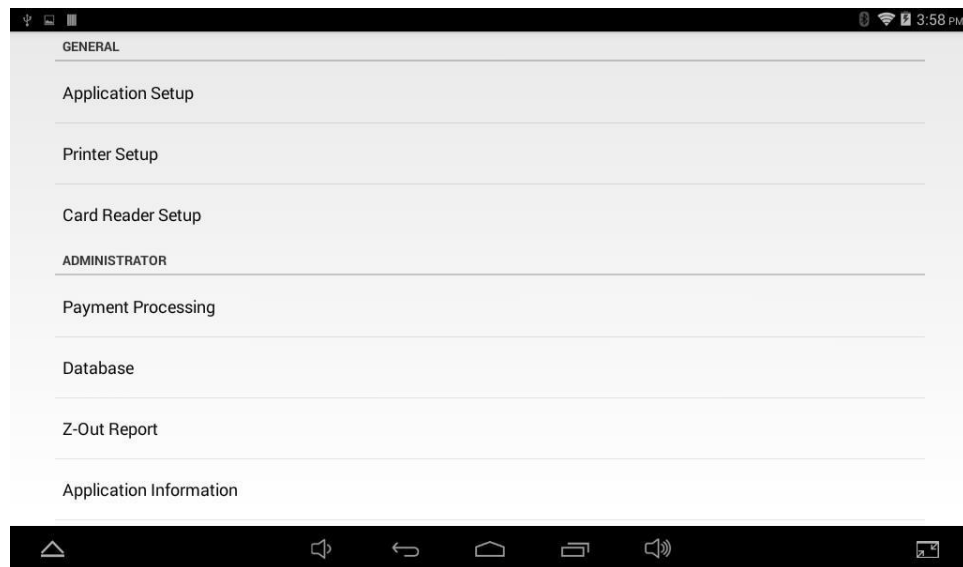 3:58 PM
GENERAL
Application Setup
Printer Setup
Card Reader Setup
ADMINISTRATOR
Payment Processing
Database
Z-Out Report
Application Information